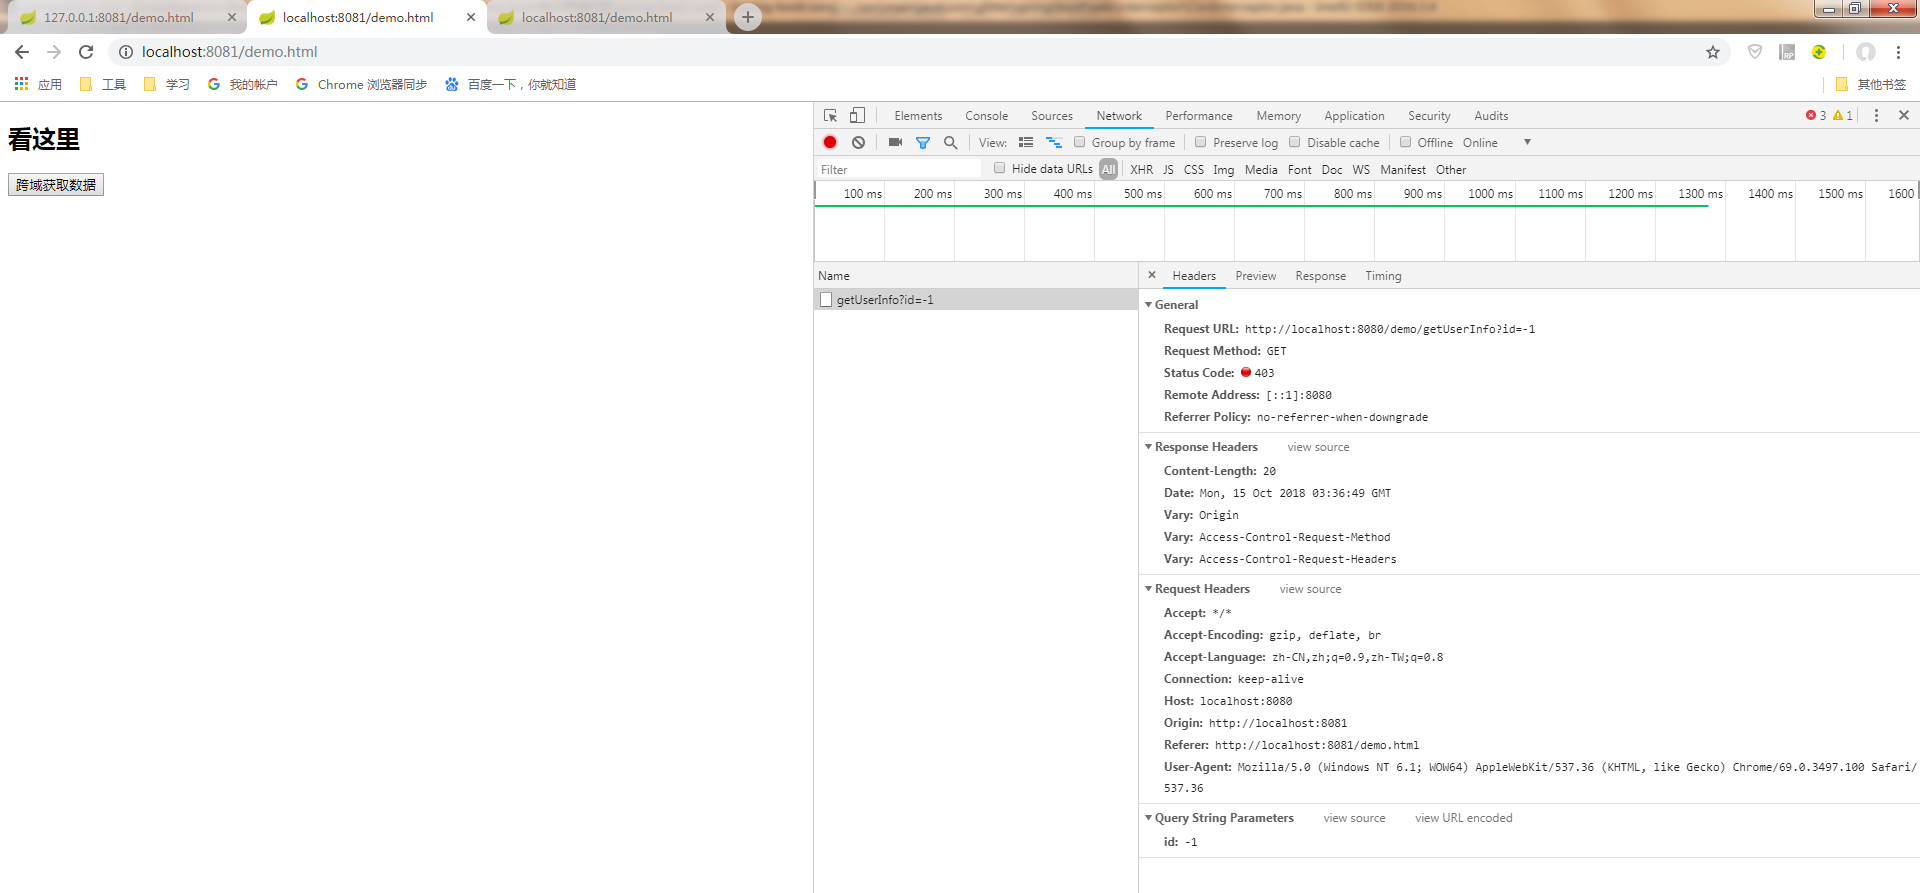 127.0.0.1:8081/demo.html
localhost:8081/demo.html
localhost:8081/demo.html
localhost:8081/demo.html
应用 工具 学习 我的帐户 Chrome 浏览器同步 百度一下，你就知道 其他书签
看这里
跨域获取数据
Elements Console Sources Network Performance Memory Application Security Audits 3 1
View: Group by frame Preserve log Disable cache Offline Online
Filter Hide data URLs All XHR JS CSS Img Media Font Doc WS Manifest Other
100 ms 200 ms 300 ms 400 ms 500 ms 600 ms 700 ms 800 ms 900 ms 1000 ms 1100 ms 1200 ms 1300 ms 1400 ms 1500 ms 1600
Name
getUserInfo?id=-1
Headers Preview Response Timing
General
Request URL: http://localhost:8080/demo/getUserInfo?id=-1
Request Method: GET
Status Code: 403
Remote Address: [::1]:8080
Referrer Policy: no-referrer-when-downgrade
Response Headers view source
Content-Length: 20
Date: Mon, 15 Oct 2018 03:36:49 GMT
Vary: Origin
Vary: Access-Control-Request-Method
Vary: Access-Control-Request-Headers
Request Headers view source
Accept: */*
Accept-Encoding: gzip, deflate, br
Accept-Language: zh-CN,zh;q=0.9,zh-TW;q=0.8
Connection: keep-alive
Host: localhost:8080
Origin: http://localhost:8081
Referer: http://localhost:8081/demo.html
User-Agent: Mozilla/5.0 (Windows NT 6.1; WOW64) AppleWebKit/537.36 (KHTML, like Gecko) Chrome/69.0.3497.100 Safari/
537.36
Query String Parameters view source view URL encoded
id: -1